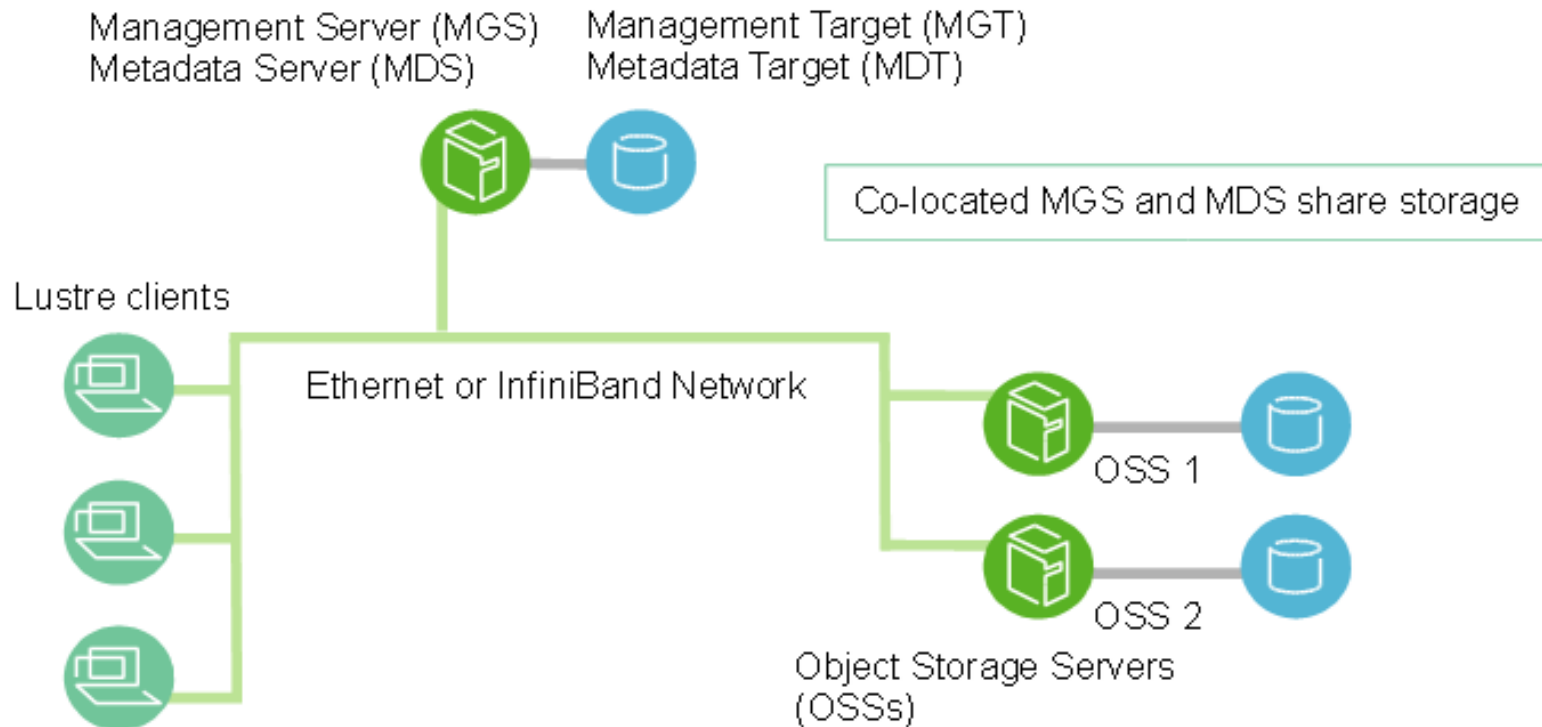 Management Server (MGS)
Metadata Server (MDS)
Management Target (MGT)
Metadata Target (MDT)
Co-located MGS and MDS share storage
Lustre clients
Ethernet or InfiniBand Network
OSS 1
OSS 2
Object Storage Servers
(OSSs)